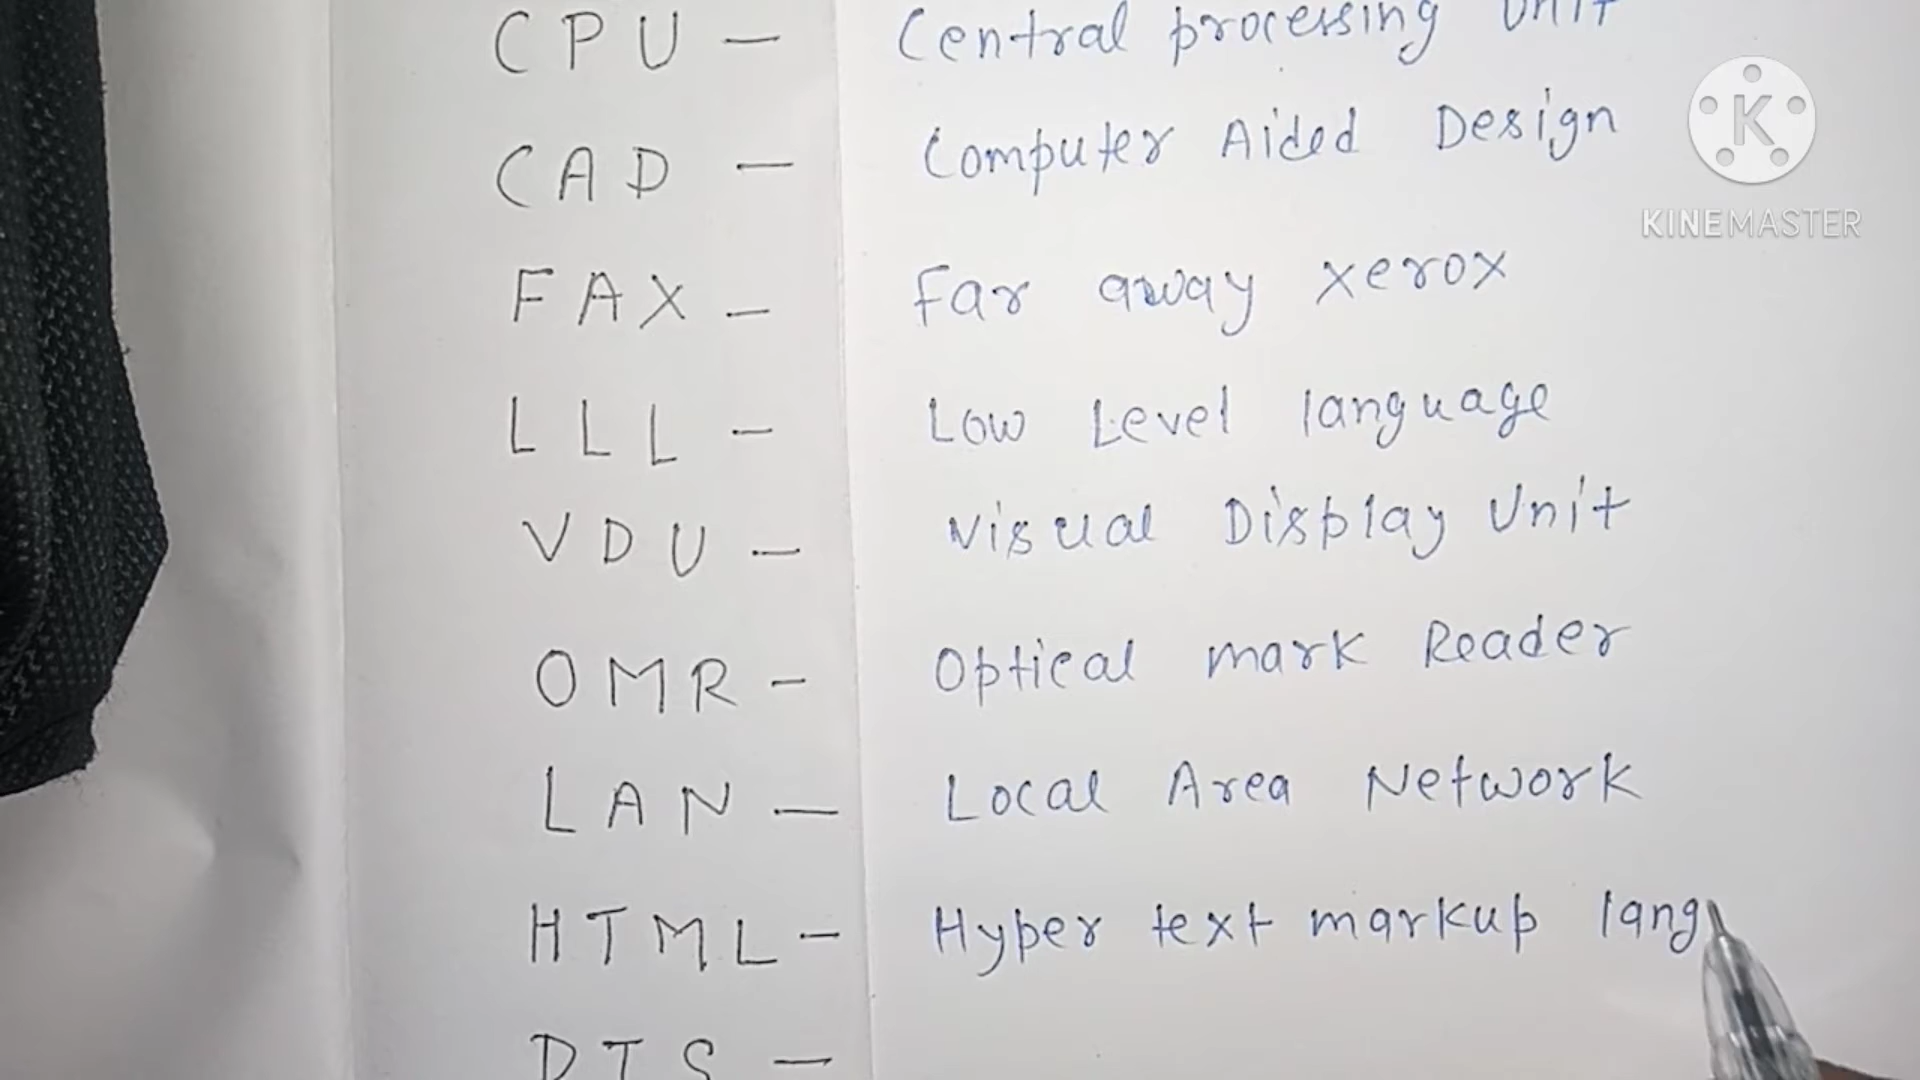 CPU – Central processing Unit
CAD – Computer Aided Design
FAX – Far away xerox
LLL – Low Level language
VDU – Visual Display Unit
OMR – Optical mark Reader
LAN – Local Area Network
HTML – Hyper text markup lang
DTS –
KINEMASTER